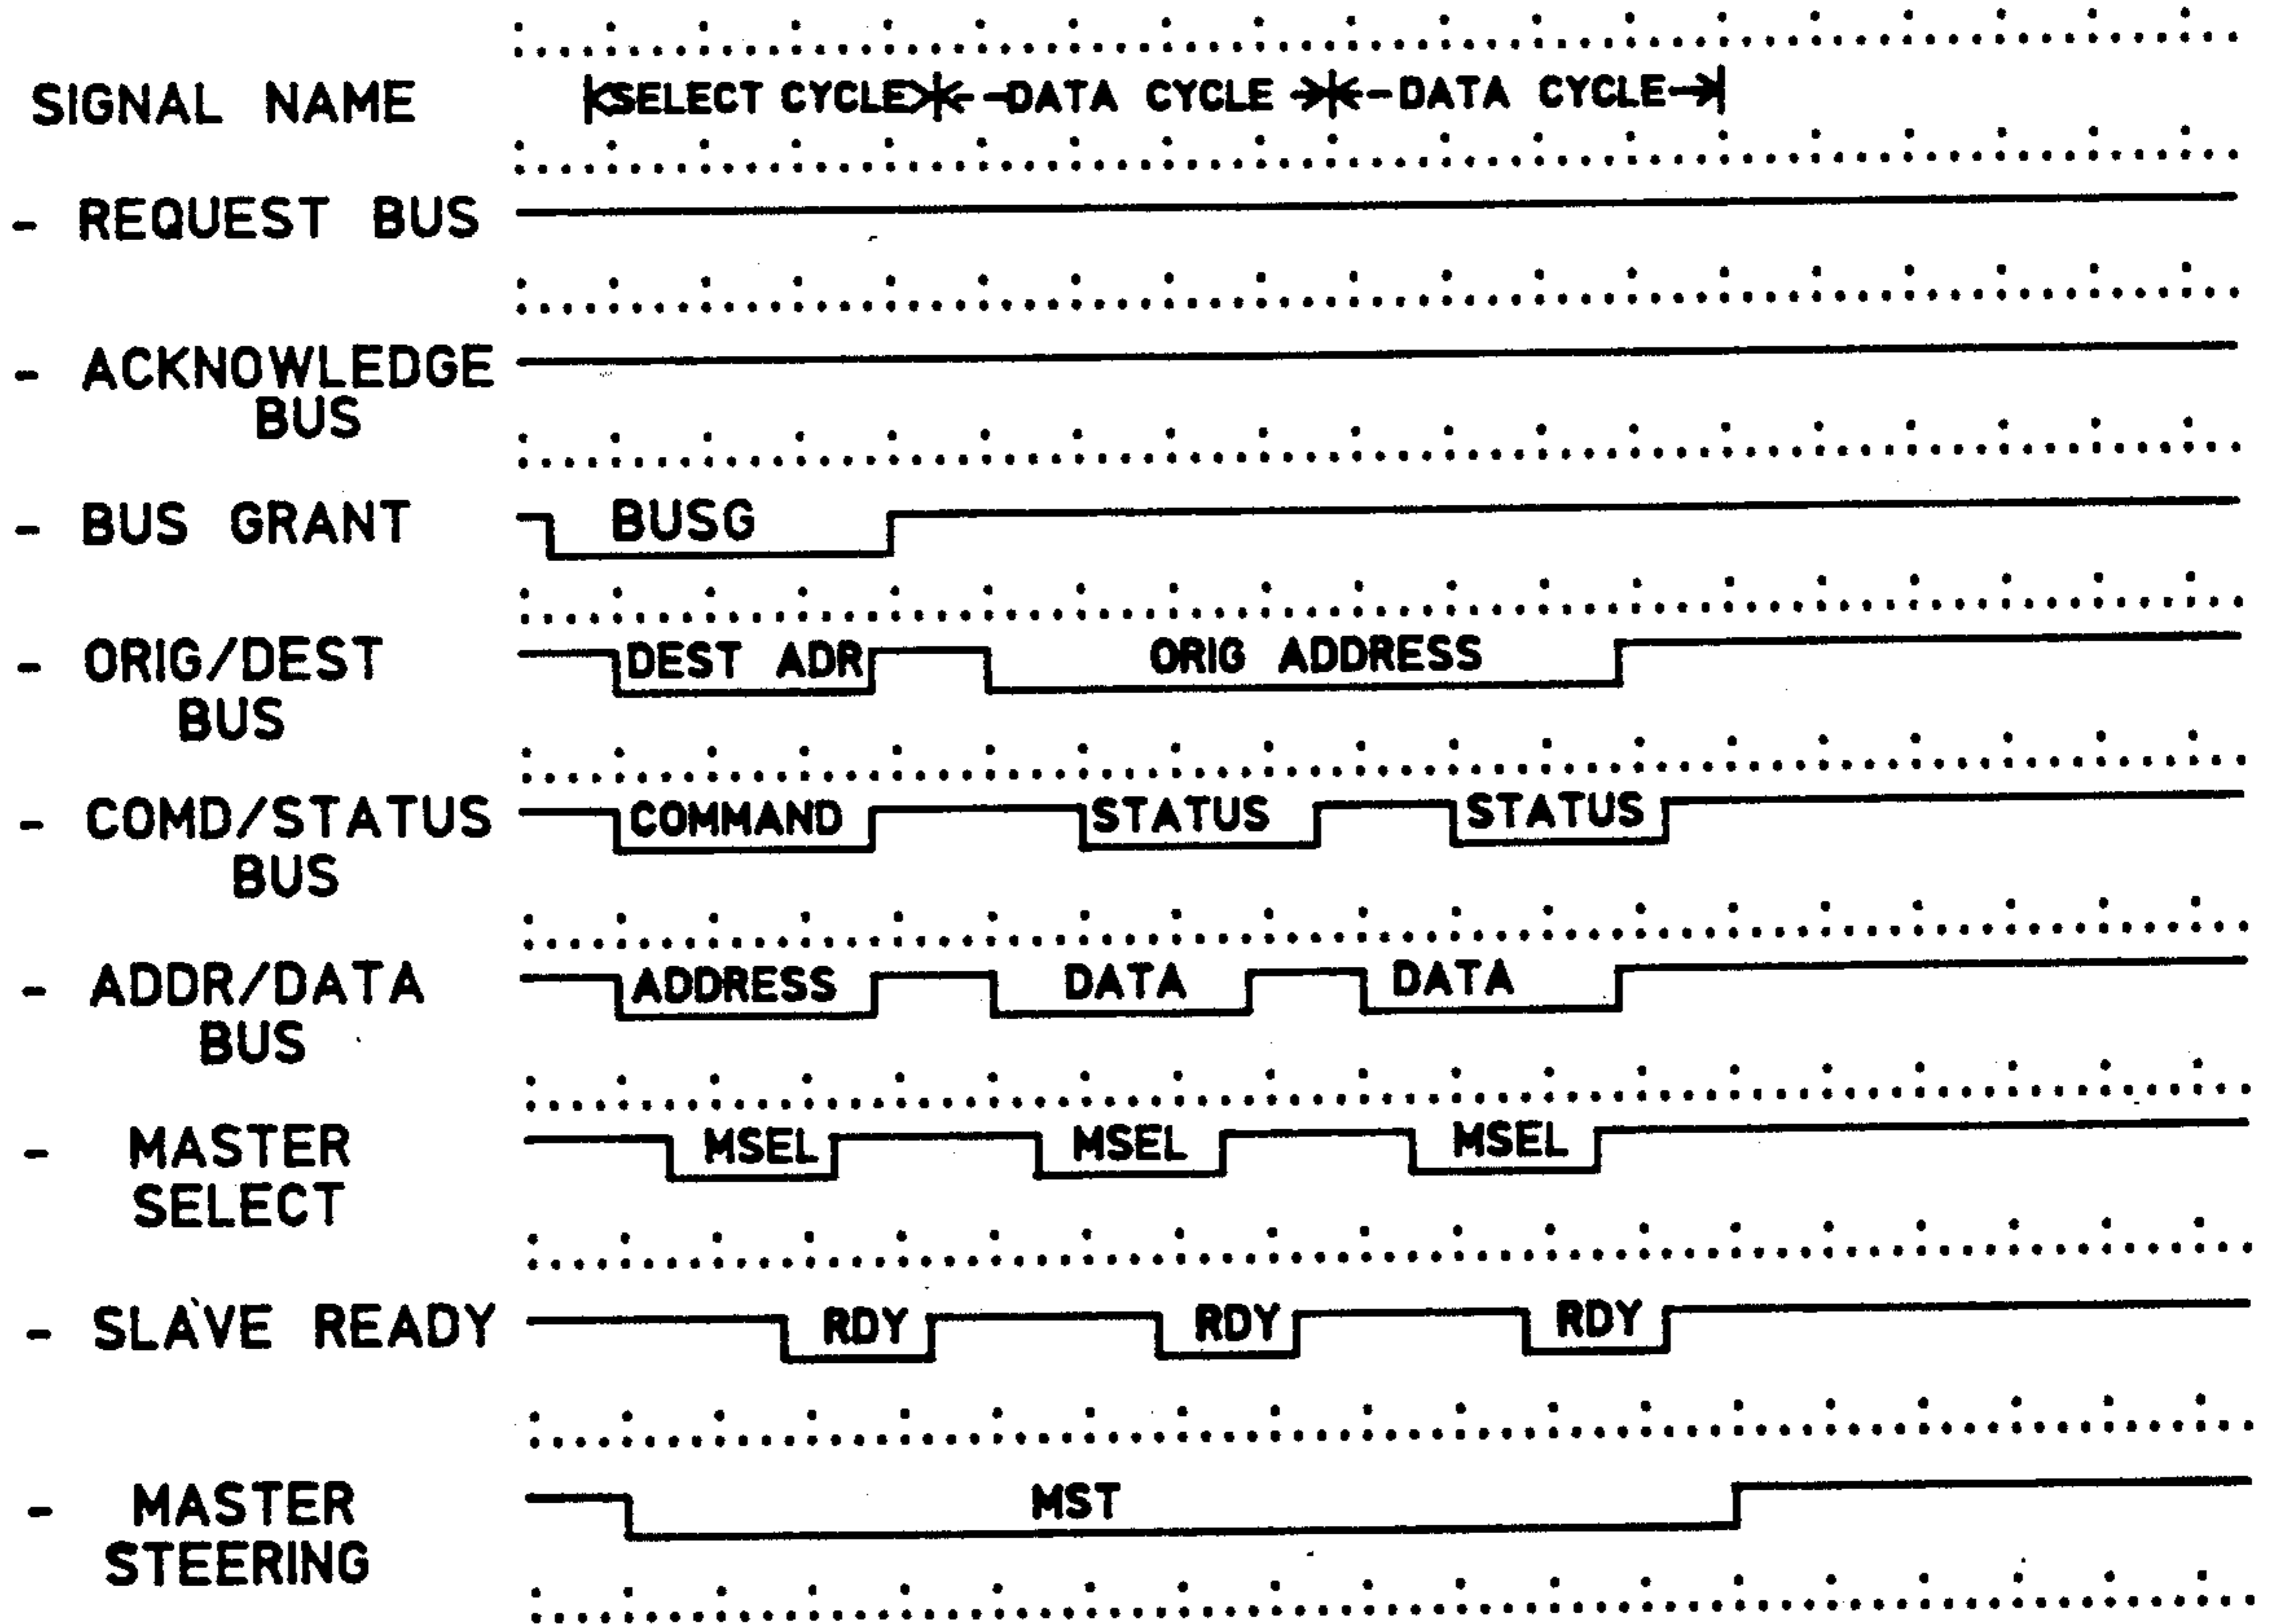 SIGNAL NAME
SELECT CYCLE DATA CYCLE DATA CYCLE
- REQUEST BUS
- ACKNOWLEDGE
BUS
- BUS GRANT
BUSG
- ORIG/DEST
BUS
DEST ADR ORIG ADDRESS
- COMD/STATUS
BUS
COMMAND STATUS STATUS
- ADDR/DATA
BUS
ADDRESS DATA DATA
- MASTER
SELECT
MSEL MSEL MSEL
- SLAVE READY
RDY RDY RDY
- MASTER
STEERING
MST